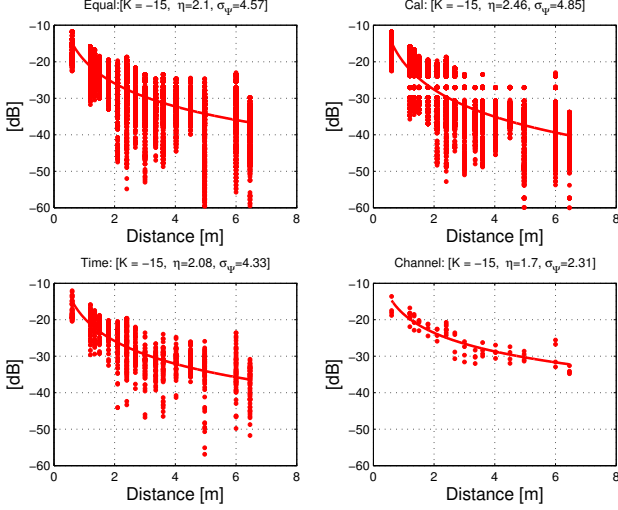 Equal:[K = −15, η=2.1, σ_Ψ=4.57]
−10
−20
−30
−40
−50
−60
0 2 4 6 8
[dB]
Distance [m]
Cal: [K = −15, η=2.46, σ_Ψ=4.85]
−10
−20
−30
−40
−50
−60
0 2 4 6 8
[dB]
Distance [m]
Time: [K = −15, η=2.08, σ_Ψ=4.33]
−10
−20
−30
−40
−50
−60
0 2 4 6 8
[dB]
Distance [m]
Channel: [K = −15, η=1.7, σ_Ψ=2.31]
−10
−20
−30
−40
−50
−60
0 2 4 6 8
[dB]
Distance [m]